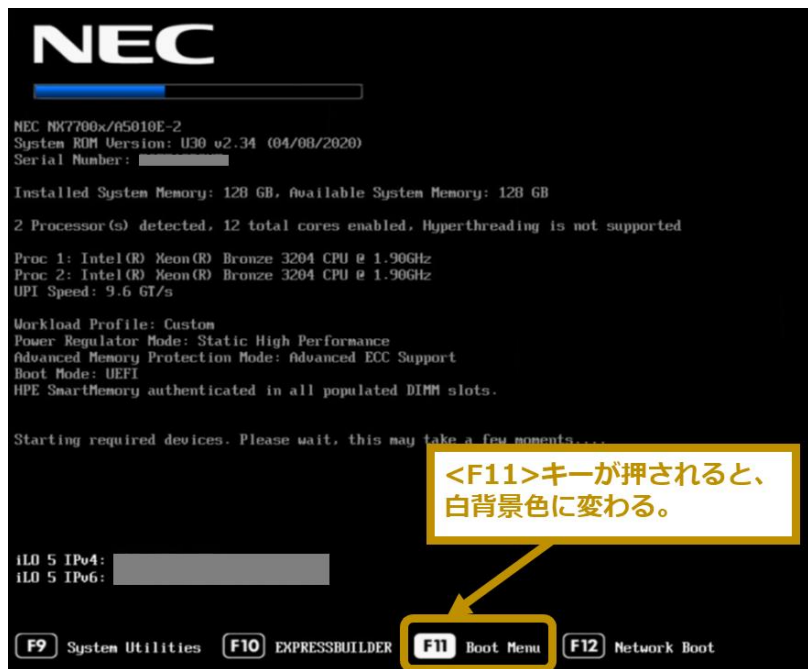 NEC
NEC NX7700x/A5010E-2
System ROM Version: U30 v2.34 (04/08/2020)
Serial Number:
Installed System Memory: 128 GB, Available System Memory: 128 GB
2 Processor(s) detected, 12 total cores enabled, Hyperthreading is not supported
Proc 1: Intel(R) Xeon(R) Bronze 3204 CPU @ 1.90GHz
Proc 2: Intel(R) Xeon(R) Bronze 3204 CPU @ 1.90GHz
UPI Speed: 9.6 GT/s
Workload Profile: Custom
Power Regulator Mode: Static High Performance
Advanced Memory Protection Mode: Advanced ECC Support
Boot Mode: UEFI
HPE SmartMemory authenticated in all populated DIMM slots.
Starting required devices. Please wait, this may take a few moments....
<F11>キーが押されると、
白背景色に変わる。
iLO 5 IPv4:
iLO 5 IPv6:
F9 System Utilities F10 EXPRESSBUILDER F11 Boot Menu F12 Network Boot